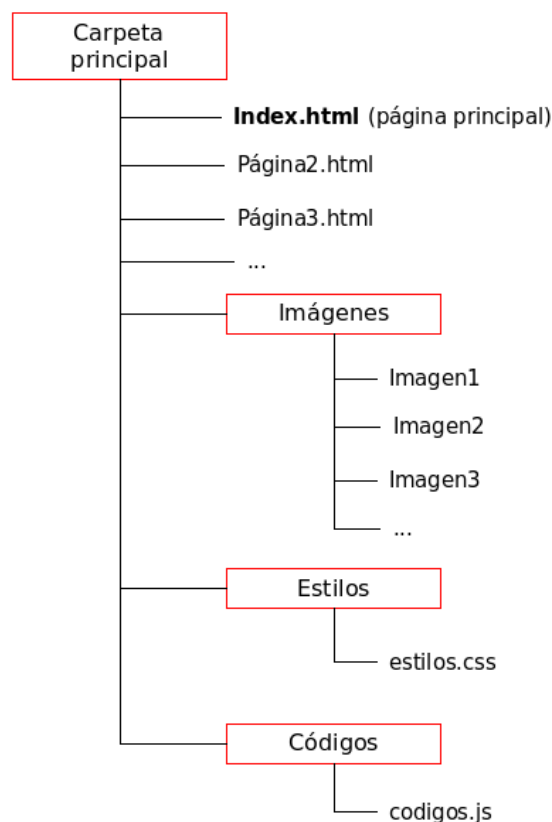 Carpeta
principal
Index.html (página principal)
Página2.html
Página3.html
...
Imágenes
Imagen1
Imagen2
Imagen3
...
Estilos
estilos.css
Códigos
codigos.js